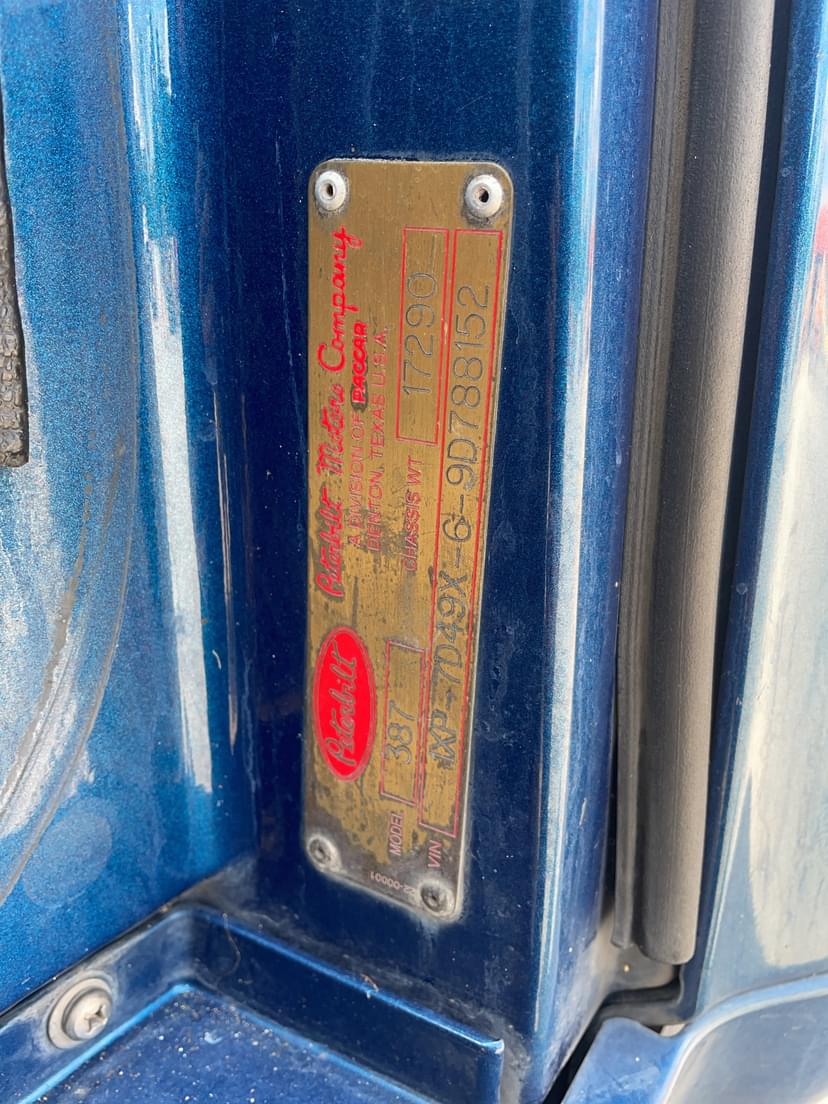 Peterbilt
Peterbilt Motors Company
A DIVISION OF PACCAR
DENTON, TEXAS U.S.A.
MODEL 387 CHASSIS WT 17290
VIN 1XP-7D49X-6-9D788152